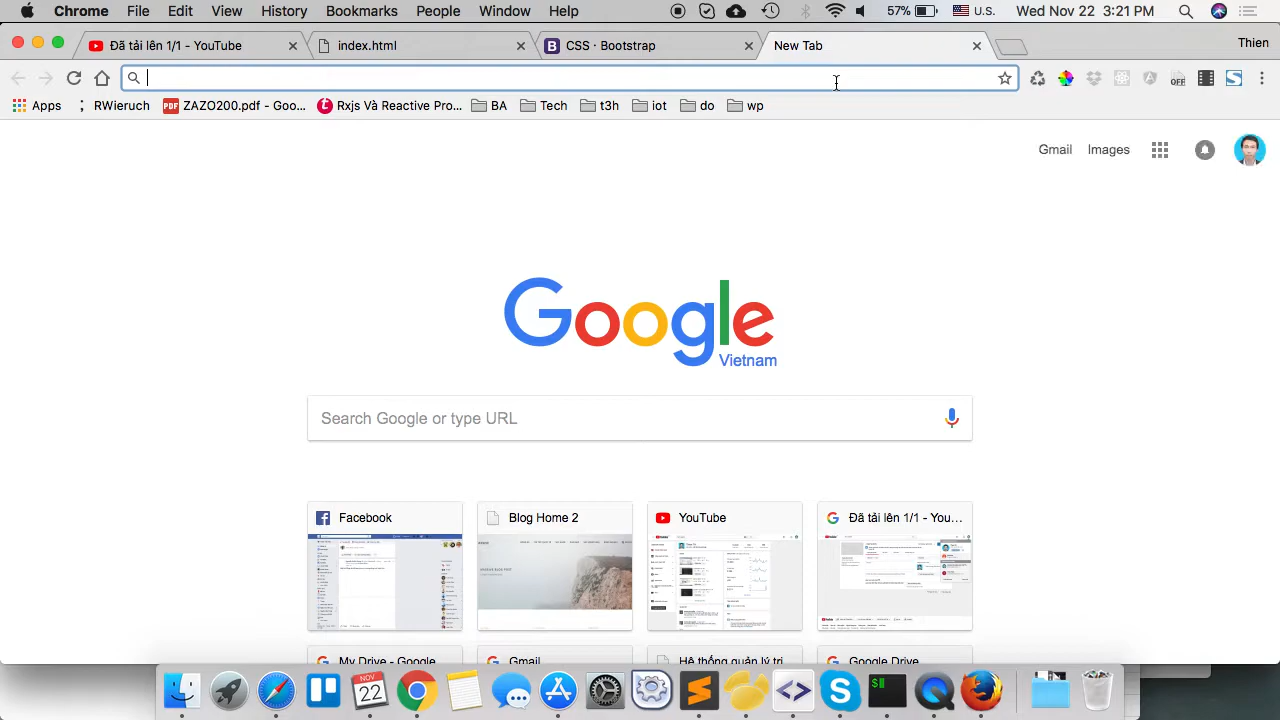 Chrome File Edit View History Bookmarks People Window Help 57% U.S. Wed Nov 22 3:21 PM
Đã tải lên 1/1 - YouTube index.html CSS · Bootstrap New Tab Thien
Apps RWieruch ZAZO200.pdf - Goo... Rxjs Và Reactive Pro... BA Tech t3h iot do wp
Gmail Images
Google
Vietnam
Search Google or type URL
Facebook Blog Home 2 YouTube Đã tải lên 1/1 - You...
My Drive - Google Gmail Hệ thống quản lý tri Google Drive
NOV
22